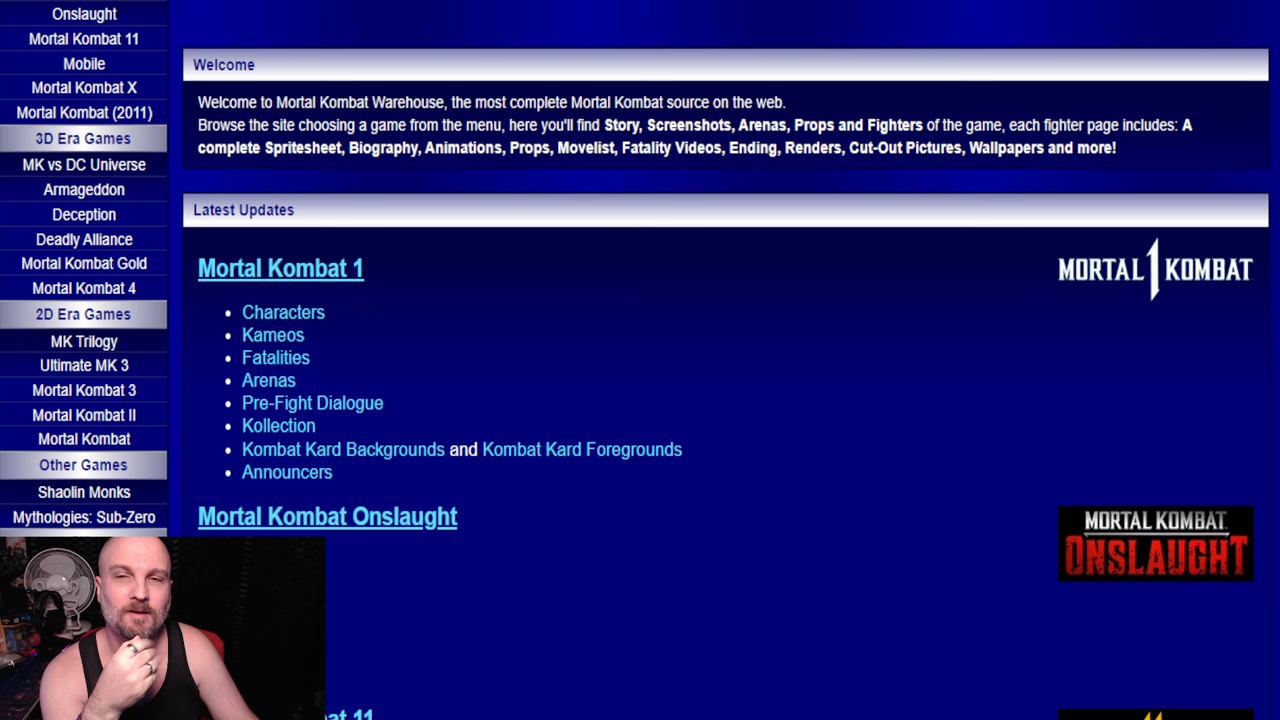 Onslaught
Mortal Kombat 11
Mobile
Mortal Kombat X
Mortal Kombat (2011)
3D Era Games
MK vs DC Universe
Armageddon
Deception
Deadly Alliance
Mortal Kombat Gold
Mortal Kombat 4
2D Era Games
MK Trilogy
Ultimate MK 3
Mortal Kombat 3
Mortal Kombat II
Mortal Kombat
Other Games
Shaolin Monks
Mythologies: Sub-Zero
Welcome
Welcome to Mortal Kombat Warehouse, the most complete Mortal Kombat source on the web.
Browse the site choosing a game from the menu, here you'll find Story, Screenshots, Arenas, Props and Fighters of the game, each fighter page includes: A
complete Spritesheet, Biography, Animations, Props, Movelist, Fatality Videos, Ending, Renders, Cut-Out Pictures, Wallpapers and more!
Latest Updates
Mortal Kombat 1
MORTAL 1 KOMBAT
Characters
Kameos
Fatalities
Arenas
Pre-Fight Dialogue
Kollection
Kombat Kard Backgrounds and Kombat Kard Foregrounds
Announcers
Mortal Kombat Onslaught
MORTAL KOMBAT
ONSLAUGHT
bat 11